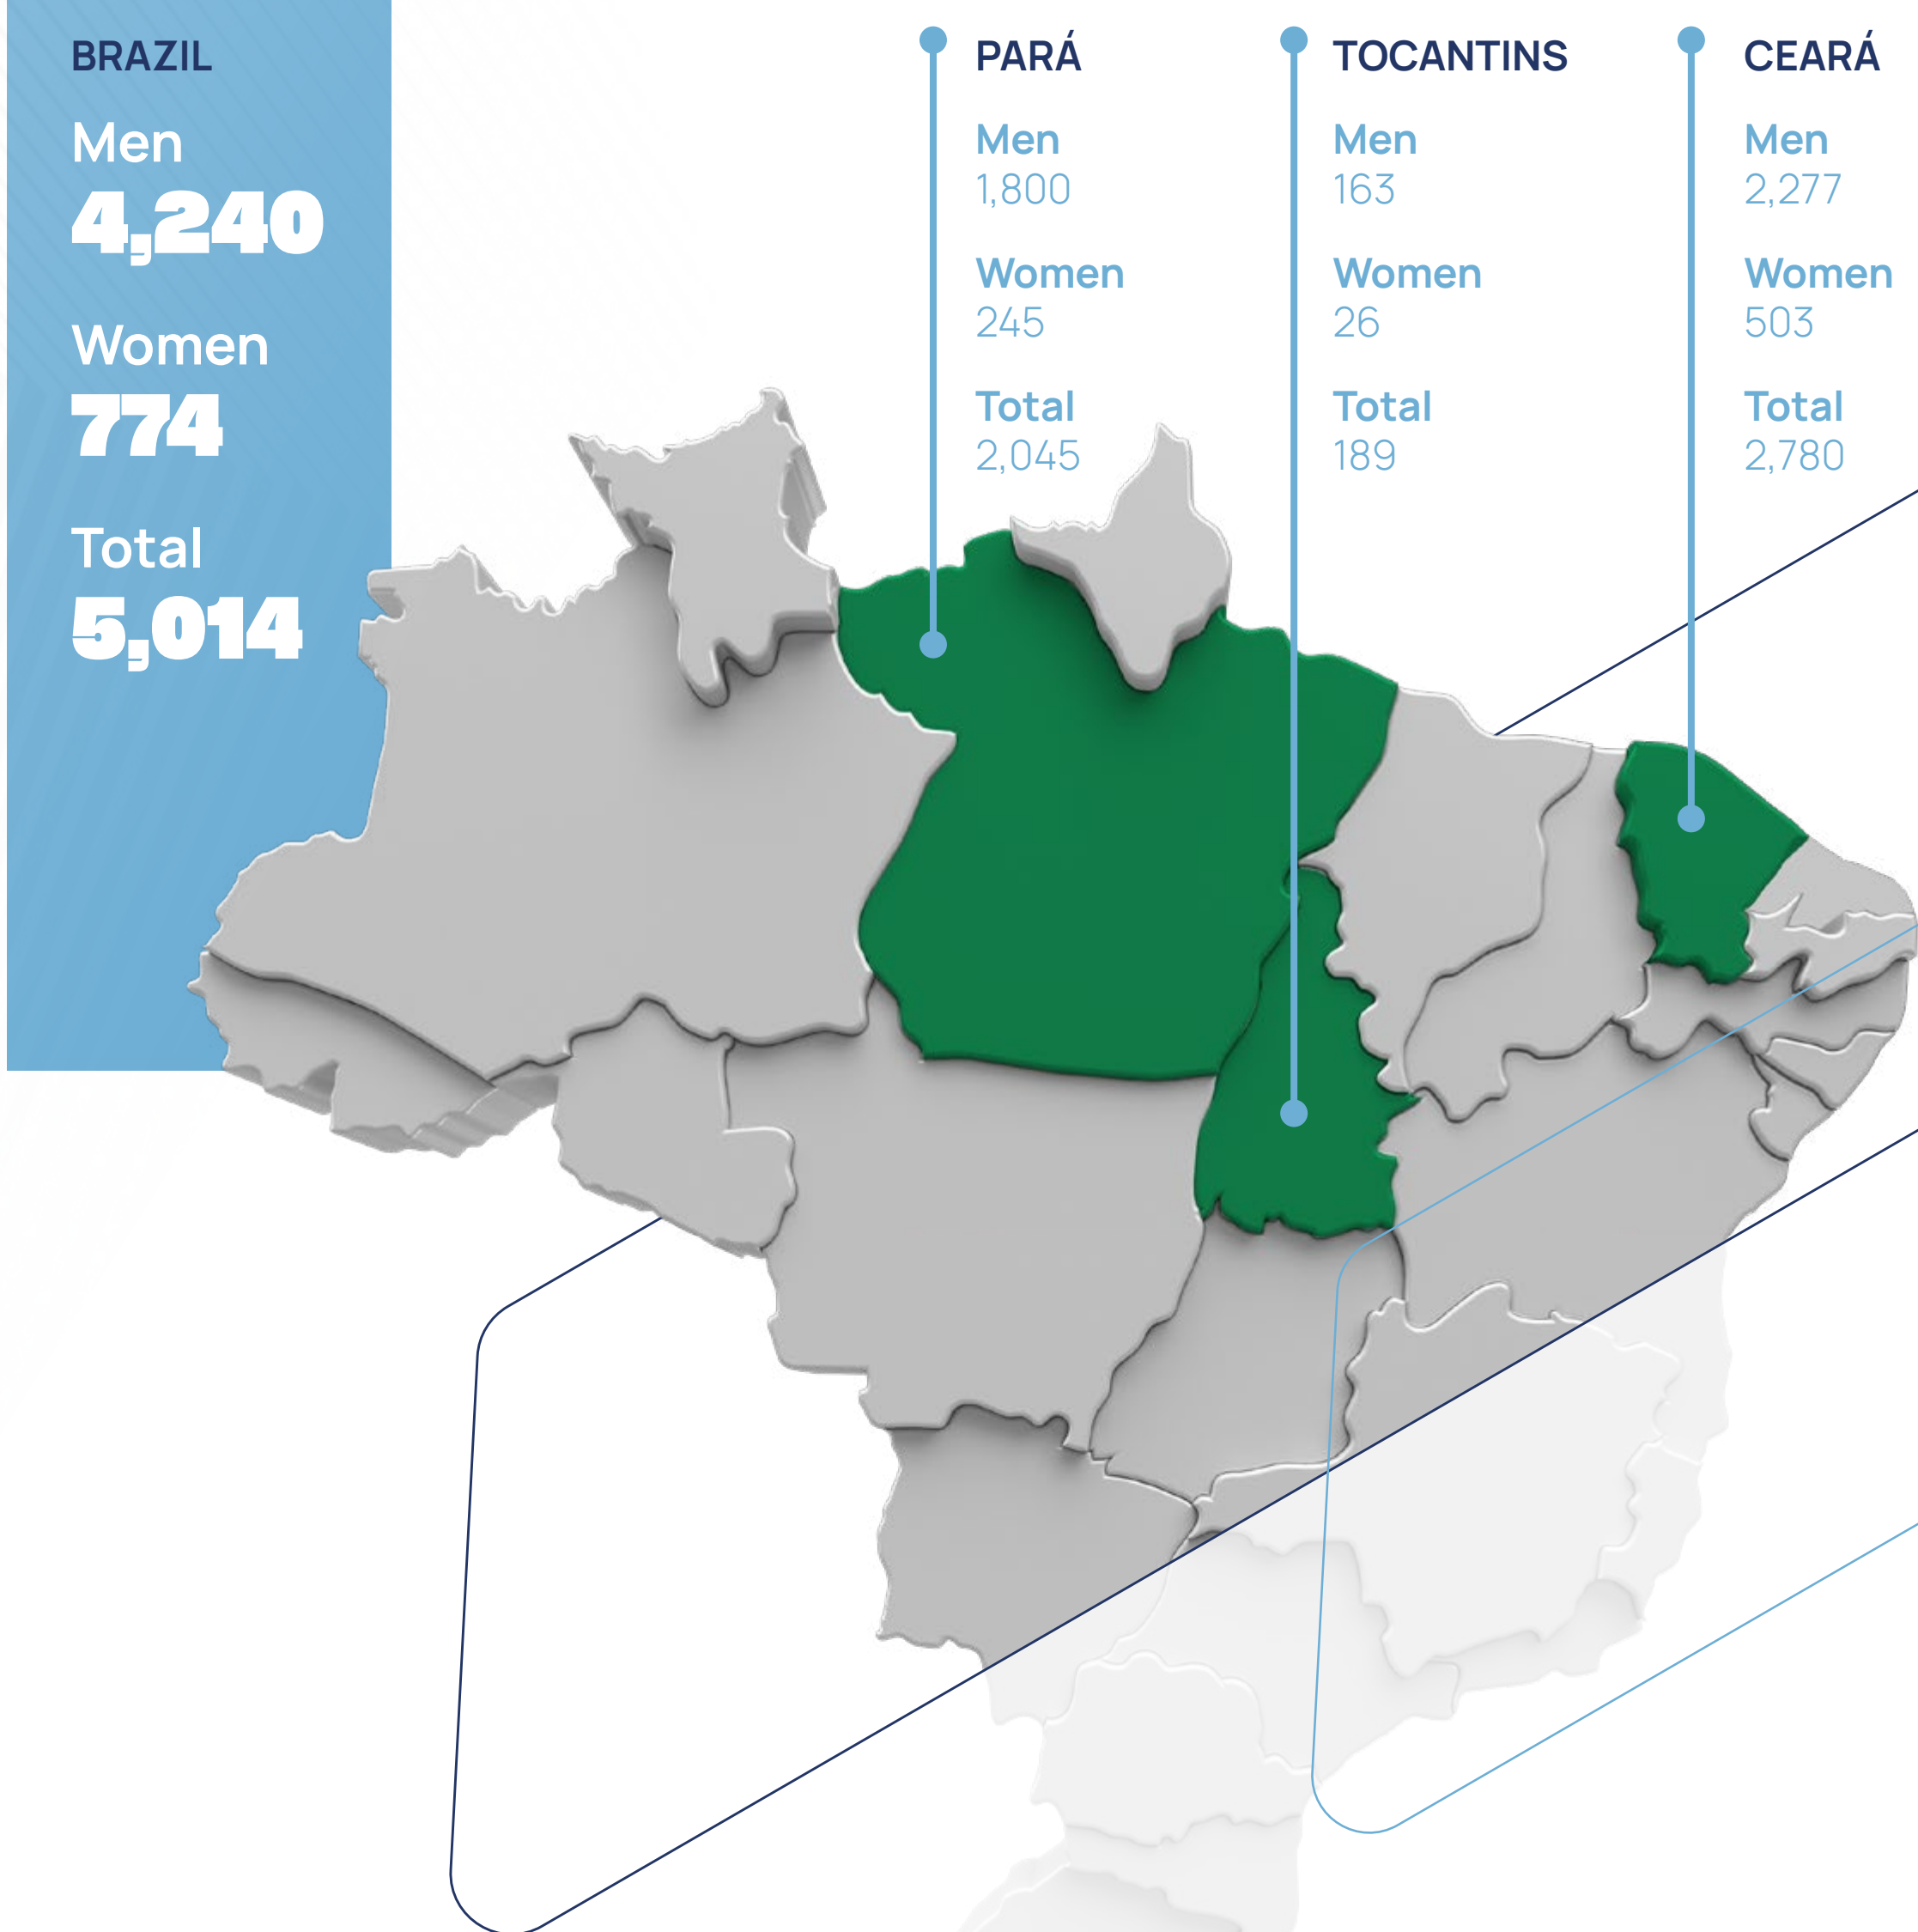 BRAZIL
Men
4,240
Women
774
Total
5,014
PARÁ
Men
1,800
Women
245
Total
2,045
TOCANTINS
Men
163
Women
26
Total
189
CEARÁ
Men
2,277
Women
503
Total
2,780